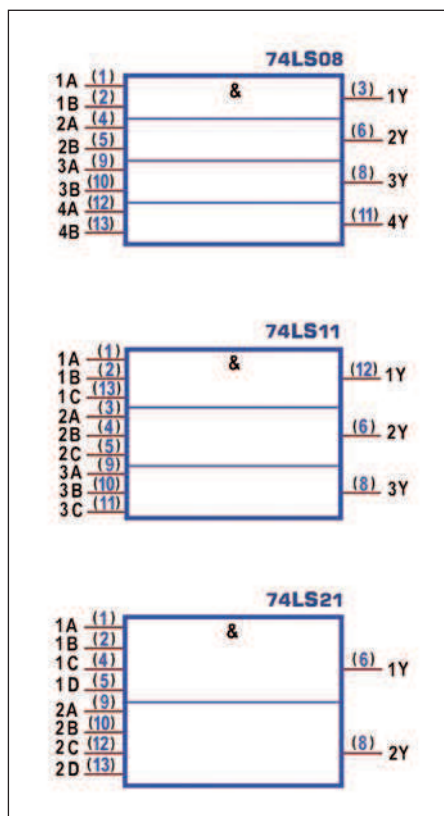 74LS08
1A (1)
1B (2)
2A (4)
2B (5)
3A (9)
3B (10)
4A (12)
4B (13)
&
(3) 1Y
(6) 2Y
(8) 3Y
(11) 4Y
74LS11
1A (1)
1B (2)
1C (13)
2A (3)
2B (4)
2C (5)
3A (9)
3B (10)
3C (11)
&
(12) 1Y
(6) 2Y
(8) 3Y
74LS21
1A (1)
1B (2)
1C (4)
1D (5)
2A (9)
2B (10)
2C (12)
2D (13)
&
(6) 1Y
(8) 2Y